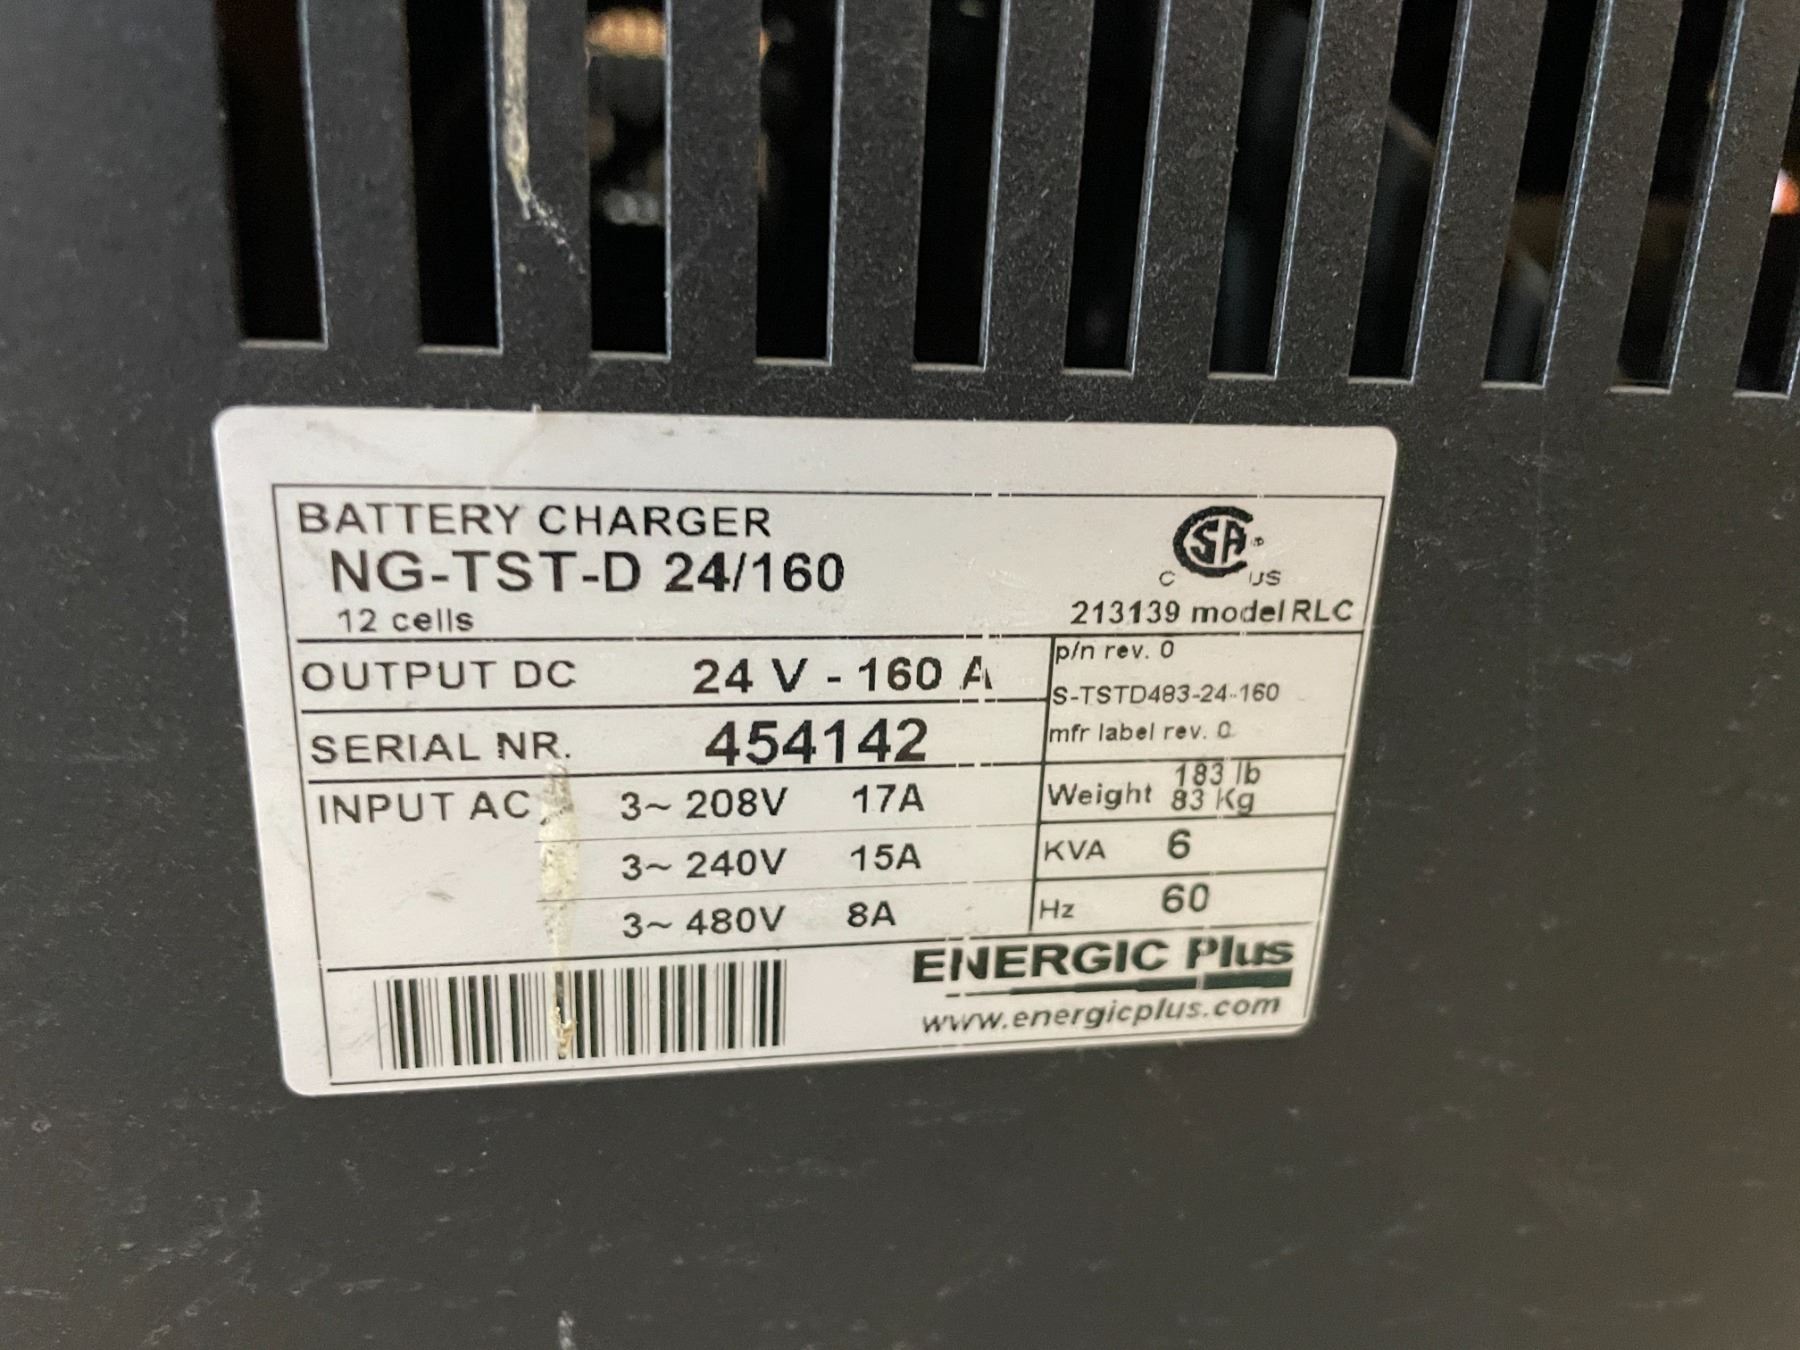 BATTERY CHARGER
NG-TST-D 24/160
12 cells
CSA
C US
213139 model RLC
OUTPUT DC 24 V - 160 A
p/n rev. 0
S-TSTD483-24-160
SERIAL NR. 454142
mfr label rev. 0
INPUT AC 3~ 208V 17A
3~ 240V 15A
3~ 480V 8A
Weight 183 lb
83 Kg
KVA 6
Hz 60
ENERGIC Plus
www.energicplus.com